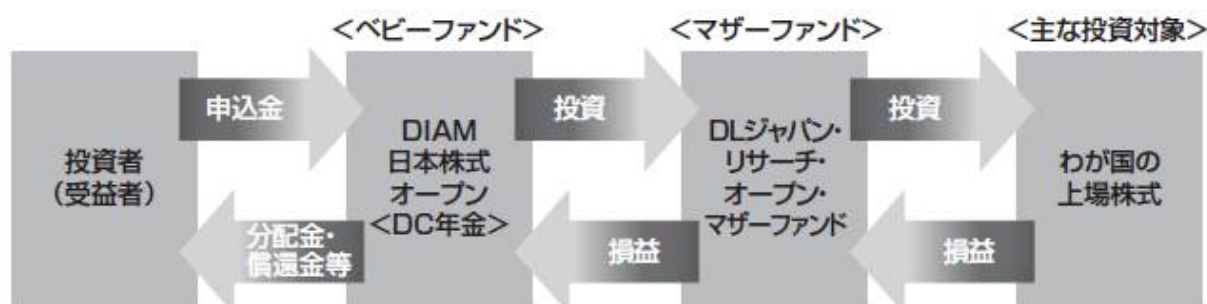 <ベビーファンド>
<マザーファンド>
<主な投資対象>
申込金
投資
投資
投資者
(受益者)
DIAM
日本株式
オープン
<DC年金>
DLジャパン・
リサーチ・
オープン・
マザーファンド
わが国の
上場株式
分配金・
償還金等
損益
損益